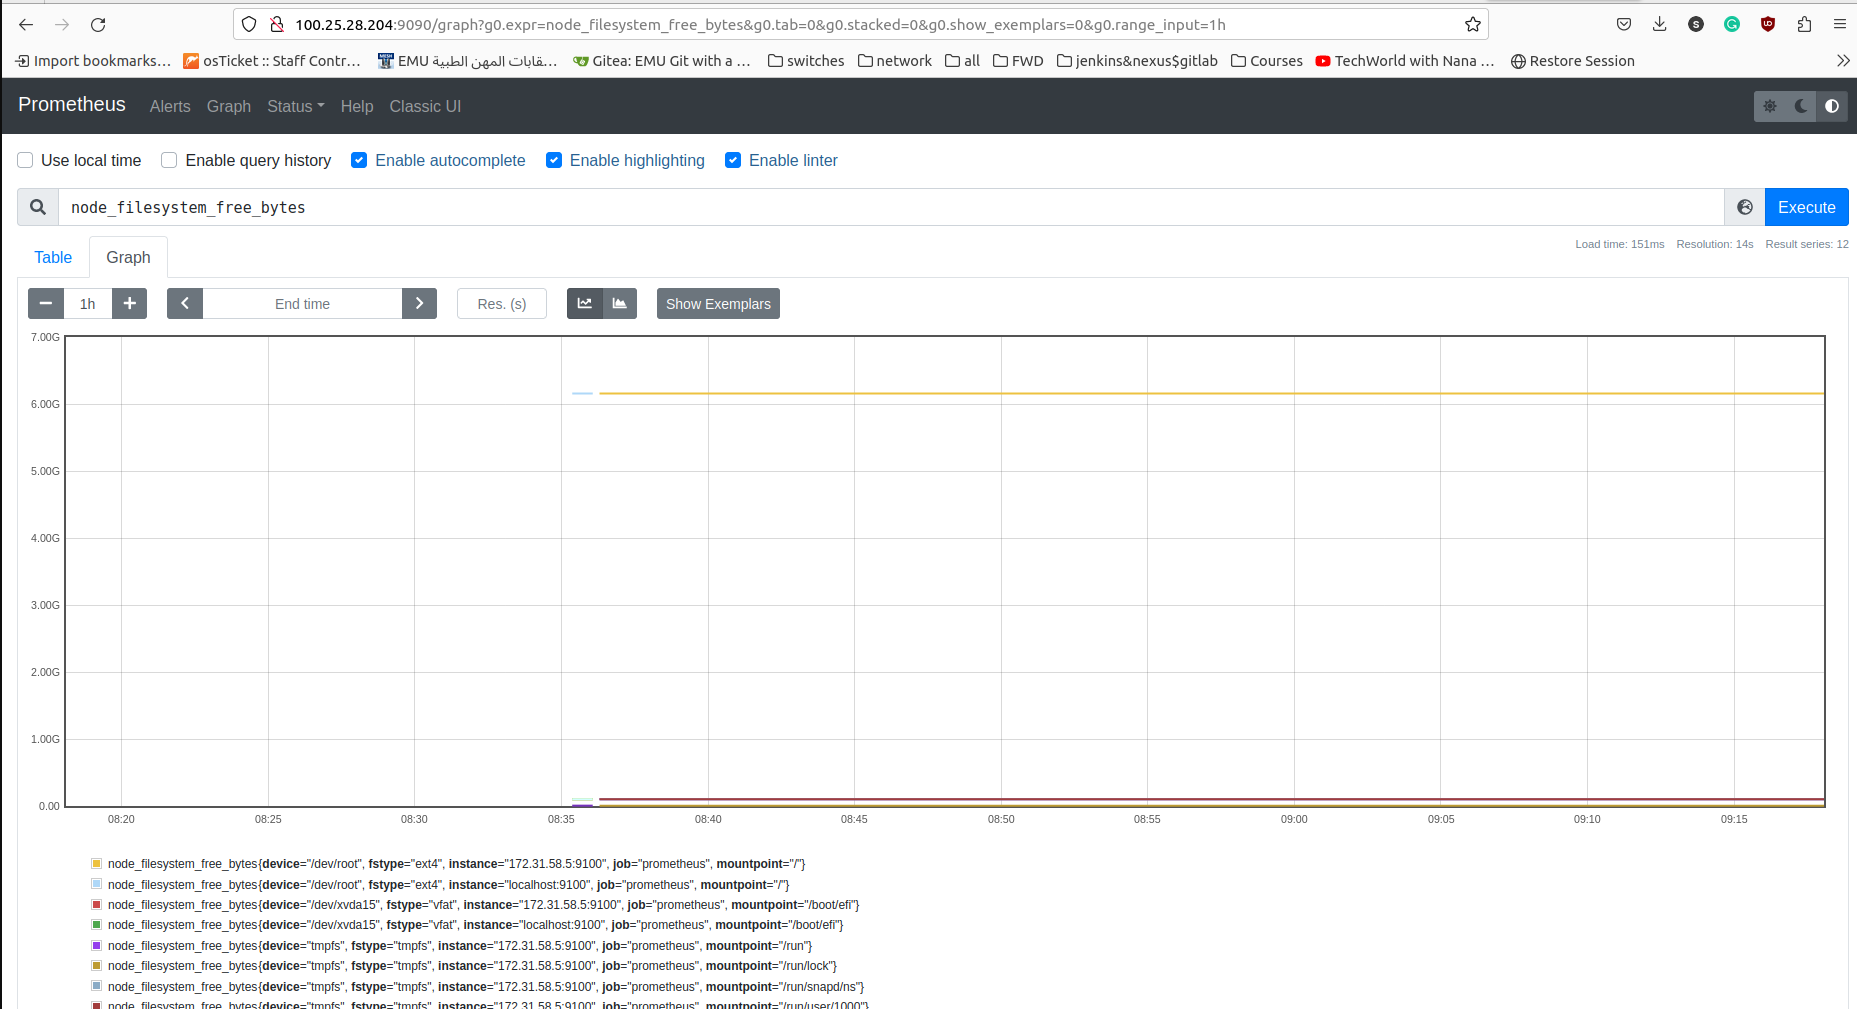 100.25.28.204:9090/graph?g0.expr=node_filesystem_free_bytes&g0.tab=0&g0.stacked=0&g0.show_exemplars=0&g0.range_input=1h
Import bookmarks... osTicket :: Staff Contr... EMU نقابات المهن الطبية... Gitea: EMU Git with a ... switches network all FWD jenkins&nexus$gitlab Courses TechWorld with Nana ... Restore Session
Prometheus Alerts Graph Status Help Classic UI
Use local time Enable query history Enable autocomplete Enable highlighting Enable linter
node_filesystem_free_bytes Execute
Table Graph Load time: 151ms Resolution: 14s Result series: 12
1h End time Res. (s) Show Exemplars
7.00G
6.00G
5.00G
4.00G
3.00G
2.00G
1.00G
0.00
08:20 08:25 08:30 08:35 08:40 08:45 08:50 08:55 09:00 09:05 09:10 09:15
node_filesystem_free_bytes{device="/dev/root", fstype="ext4", instance="172.31.58.5:9100", job="prometheus", mountpoint="/"}
node_filesystem_free_bytes{device="/dev/root", fstype="ext4", instance="localhost:9100", job="prometheus", mountpoint="/"}
node_filesystem_free_bytes{device="/dev/xvda15", fstype="vfat", instance="172.31.58.5:9100", job="prometheus", mountpoint="/boot/efi"}
node_filesystem_free_bytes{device="/dev/xvda15", fstype="vfat", instance="localhost:9100", job="prometheus", mountpoint="/boot/efi"}
node_filesystem_free_bytes{device="tmpfs", fstype="tmpfs", instance="172.31.58.5:9100", job="prometheus", mountpoint="/run"}
node_filesystem_free_bytes{device="tmpfs", fstype="tmpfs", instance="172.31.58.5:9100", job="prometheus", mountpoint="/run/lock"}
node_filesystem_free_bytes{device="tmpfs", fstype="tmpfs", instance="172.31.58.5:9100", job="prometheus", mountpoint="/run/snapd/ns"}
node_filesystem_free_bytes{device="tmpfs", fstype="tmpfs", instance="172.31.58.5:9100", job="prometheus", mountpoint="/run/user/1000"}